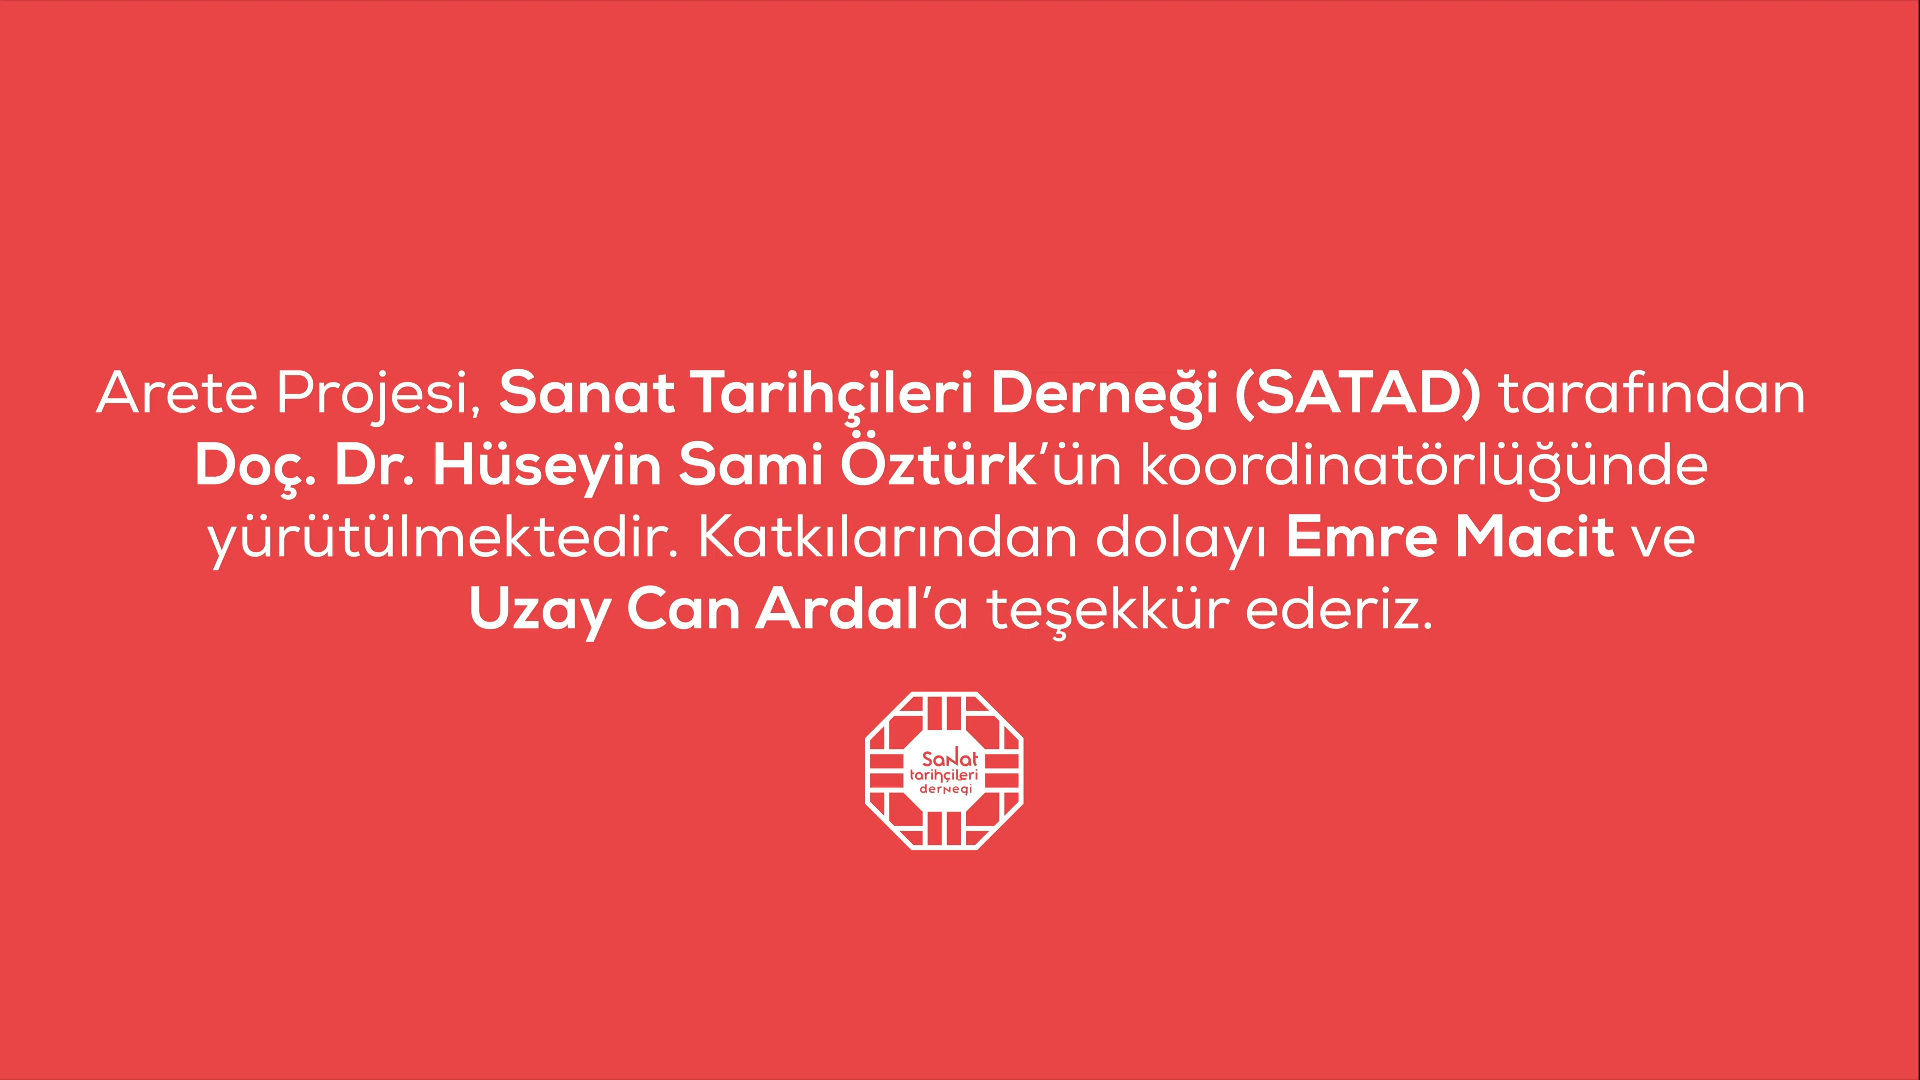 Arete Projesi, Sanat Tarihçileri Derneği (SATAD) tarafından
Doç. Dr. Hüseyin Sami Öztürk’ün koordinatörlüğünde
yürütülmektedir. Katkılarından dolayı Emre Macit ve
Uzay Can Ardal’a teşekkür ederiz.
saNat
tarihçileri
derneqi